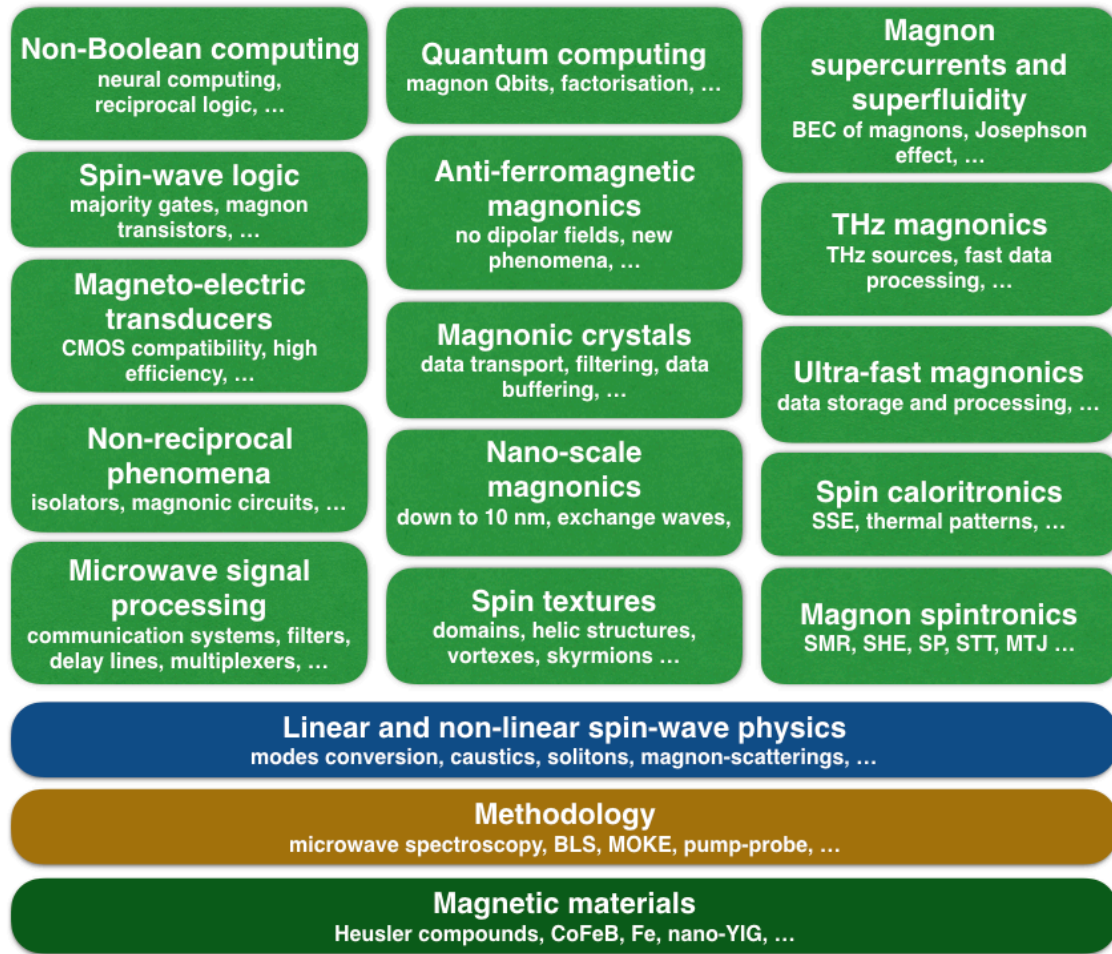 Non-Boolean computing
neural computing,
reciprocal logic, …
Spin-wave logic
majority gates, magnon
transistors, …
Magneto-electric
transducers
CMOS compatibility, high
efficiency, …
Non-reciprocal
phenomena
isolators, magnonic circuits, …
Microwave signal
processing
communication systems, filters,
delay lines, multiplexers, …
Quantum computing
magnon Qbits, factorisation, …
Anti-ferromagnetic
magnonics
no dipolar fields, new
phenomena, …
Magnonic crystals
data transport, filtering, data
buffering, …
Nano-scale
magnonics
down to 10 nm, exchange waves,
Spin textures
domains, helic structures,
vortexes, skyrmions …
Magnon
supercurrents and
superfluidity
BEC of magnons, Josephson
effect, …
THz magnonics
THz sources, fast data
processing, …
Ultra-fast magnonics
data storage and processing, …
Spin caloritronics
SSE, thermal patterns, …
Magnon spintronics
SMR, SHE, SP, STT, MTJ …
Linear and non-linear spin-wave physics
modes conversion, caustics, solitons, magnon-scatterings, …
Methodology
microwave spectroscopy, BLS, MOKE, pump-probe, …
Magnetic materials
Heusler compounds, CoFeB, Fe, nano-YIG, …